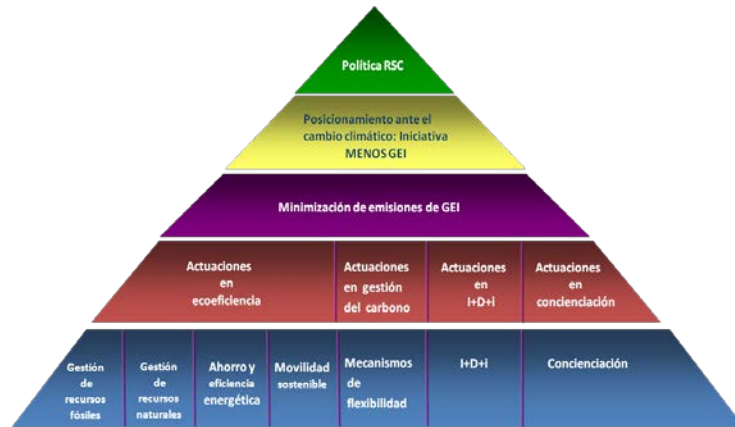 Política RSC
Posicionamiento ante el
cambio climático: Iniciativa
MENOS GEI
Minimización de emisiones de GEI
Actuaciones
en
ecoeficiencia
Actuaciones
en gestión
del carbono
Actuaciones
en
I+D+i
Actuaciones
en
concienciación
Gestión
de
recursos
fósiles
Gestión
de
recursos
naturales
Ahorro y
eficiencia
energética
Movilidad
sostenible
Mecanismos
de
flexibilidad
I+D+i
Concienciación